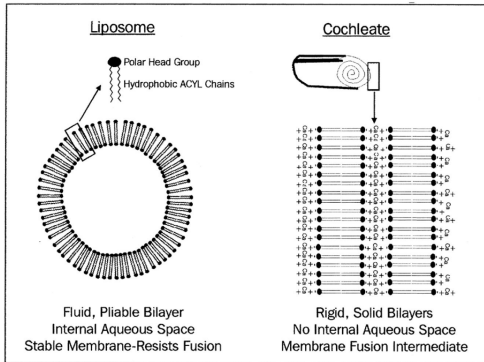 Liposome
Polar Head Group
Hydrophobic ACYL Chains
Fluid, Pliable Bilayer
Internal Aqueous Space
Stable Membrane-Resists Fusion
Cochleate
Rigid, Solid Bilayers
No Internal Aqueous Space
Membrane Fusion Intermediate